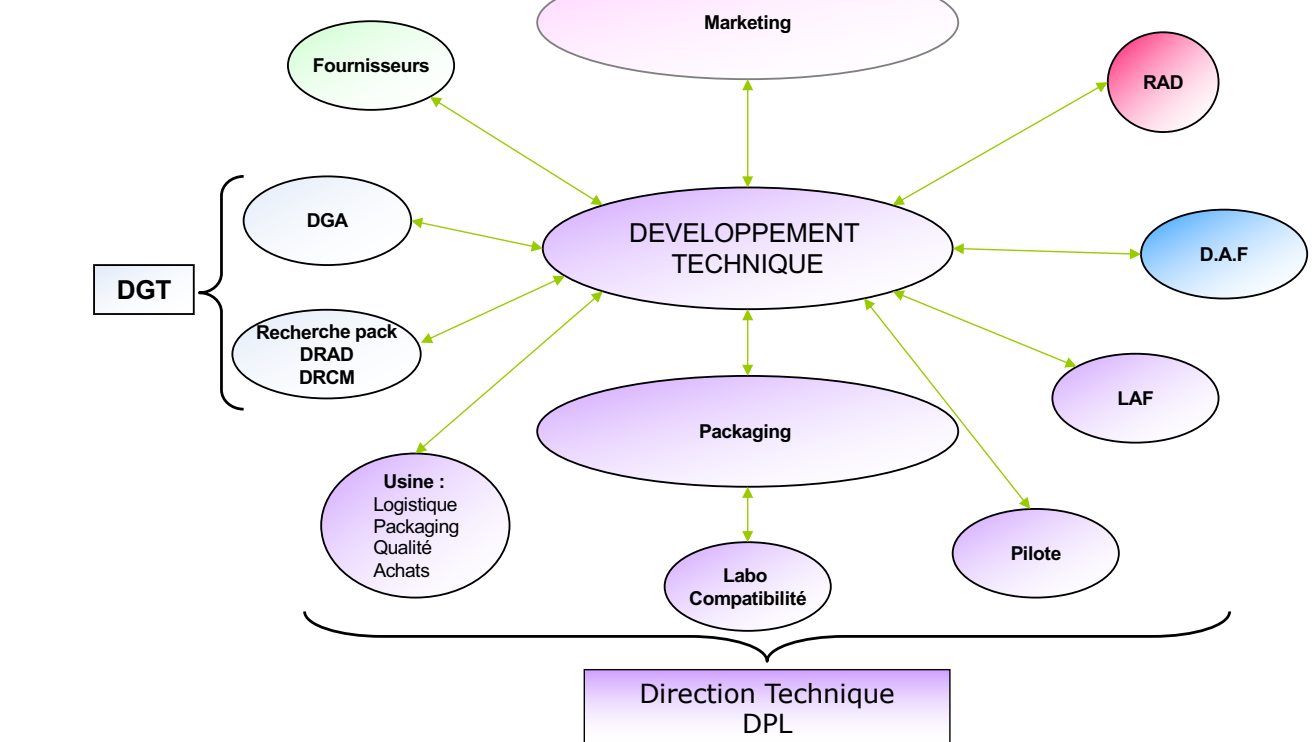 Marketing
Fournisseurs
RAD
DGA
DEVELOPPEMENT
TECHNIQUE
D.A.F
DGT
Recherche pack
DRAD
DRCM
LAF
Packaging
Usine :
Logistique
Packaging
Qualité
Achats
Pilote
Labo
Compatibilité
Direction Technique
DPL